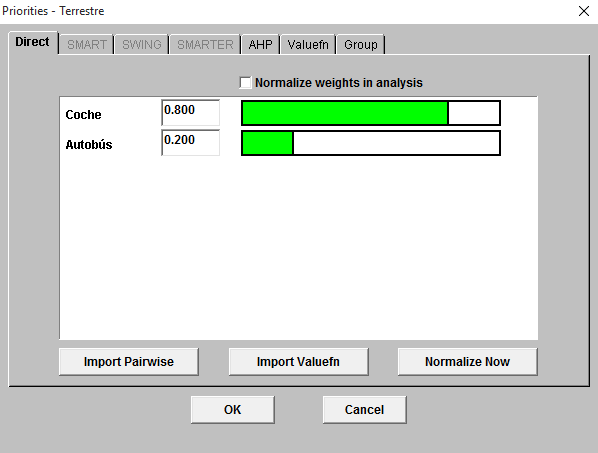 Priorities - Terrestre
Direct SMART SWING SMARTER AHP Valuefn Group
Normalize weights in analysis
Coche 0.800
Autobús 0.200
Import Pairwise Import Valuefn Normalize Now
OK Cancel